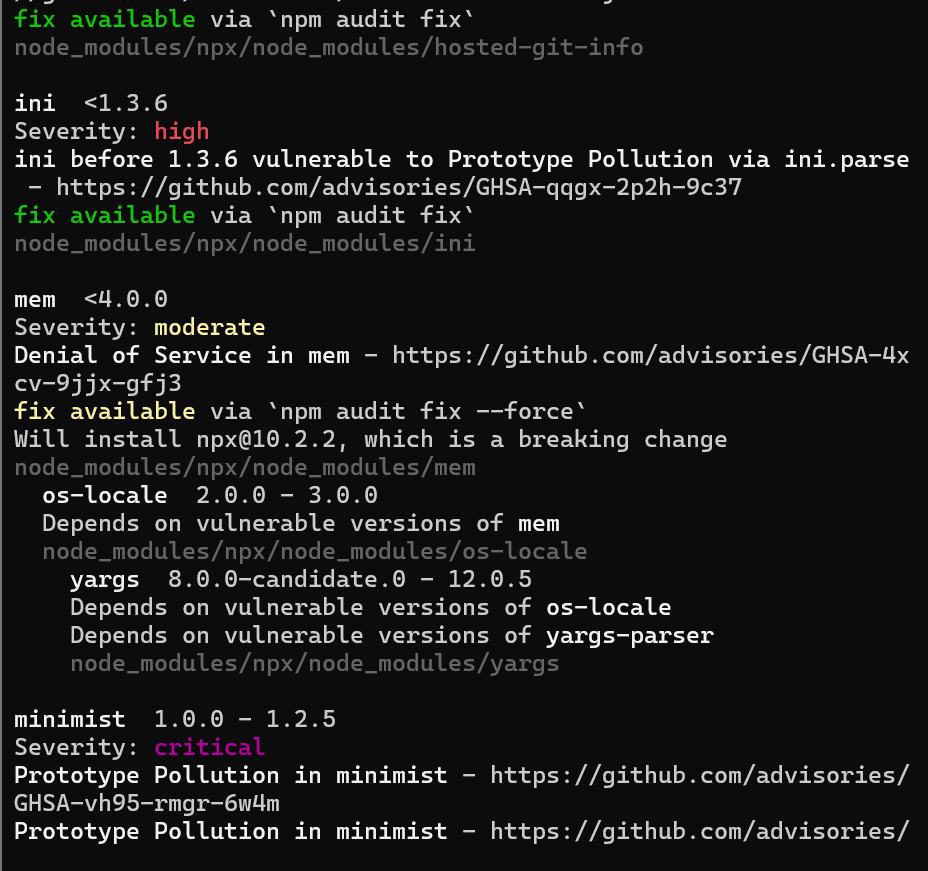 fix available via `npm audit fix`
node_modules/npx/node_modules/hosted-git-info
ini  <1.3.6
Severity: high
ini before 1.3.6 vulnerable to Prototype Pollution via ini.parse
 - https://github.com/advisories/GHSA-qqgx-2p2h-9c37
fix available via `npm audit fix`
node_modules/npx/node_modules/ini
mem  <4.0.0
Severity: moderate
Denial of Service in mem - https://github.com/advisories/GHSA-4x
cv-9jjx-gfj3
fix available via `npm audit fix --force`
Will install npx@10.2.2, which is a breaking change
node_modules/npx/node_modules/mem
  os-locale  2.0.0 - 3.0.0
  Depends on vulnerable versions of mem
  node_modules/npx/node_modules/os-locale
    yargs  8.0.0-candidate.0 - 12.0.5
    Depends on vulnerable versions of os-locale
    Depends on vulnerable versions of yargs-parser
    node_modules/npx/node_modules/yargs
minimist  1.0.0 - 1.2.5
Severity: critical
Prototype Pollution in minimist - https://github.com/advisories/
GHSA-vh95-rmgr-6w4m
Prototype Pollution in minimist - https://github.com/advisories/